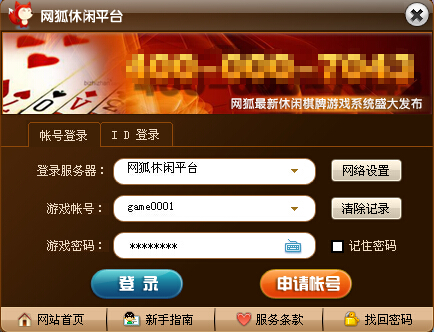 网狐休闲平台
400-000-7043
网狐最新休闲棋牌游戏系统盛大发布
帐号登录 ID 登录
登录服务器： 网狐休闲平台 网络设置
游戏帐号： game0001 清除记录
游戏密码： ******** 记住密码
登 录 申请帐号
网站首页 新手指南 服务条款 找回密码